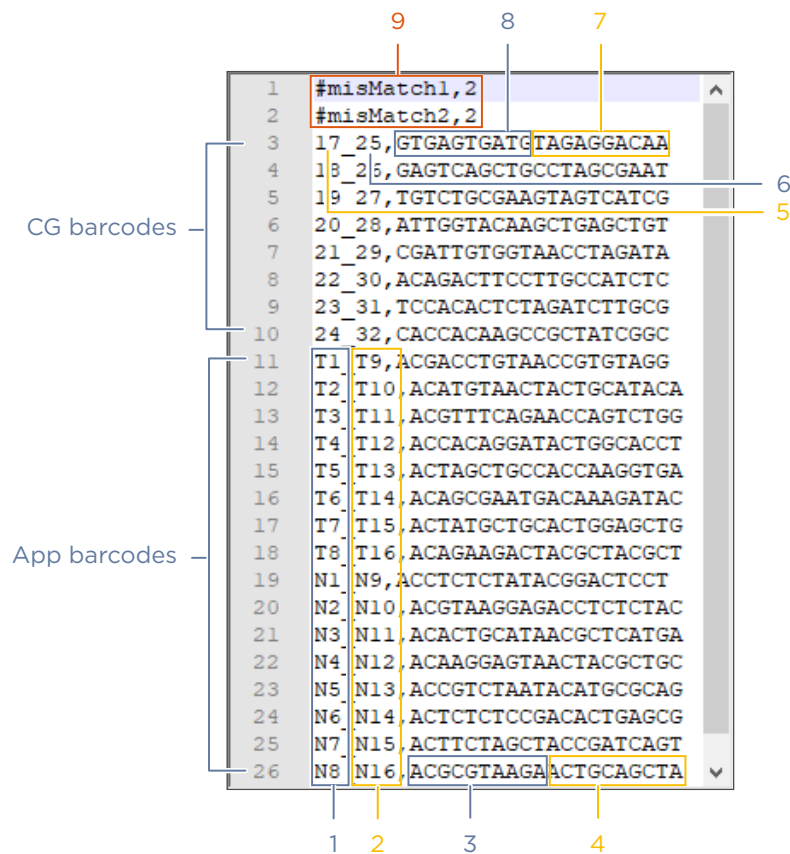 9 8 7
1 #misMatch1,2
2 #misMatch2,2
3 17_25,GTGAGTGATGTAGAGGACAA
4 18_26,GAGTCAGCTGCCTAGCGAAT
6
5 19_27,TGTCTGCGAAGTAGTCATCG
5
6 20_28,ATTGGTACAAGCTGAGCTGT
CG barcodes
7 21_29,CGATTGTGGTAACCTAGATA
8 22_30,ACAGACTTCCTTGCCATCTC
9 23_31,TCCACACTCTAGATCTTGCG
10 24_32,CACCACAAGCCGCTATCGGC
11 T1_T9,ACGACCTGTAACCGTGTAGG
12 T2_T10,ACATGTAACTACTGCATACA
13 T3_T11,ACGTTTCAGAACCAGTCTGG
14 T4_T12,ACCACAGGATACTGGCACCT
15 T5_T13,ACTAGCTGCCACCAAGGTGA
16 T6_T14,ACAGCGAATGACAAAGATAC
17 T7_T15,ACTATGCTGCACTGGAGCTG
18 T8_T16,ACAGAAGACTACGCTACGCT
App barcodes
19 N1_N9,ACCTCTCTATACGGACTCCT
20 N2_N10,ACGTAAGGAGACCTCTCTAC
21 N3_N11,ACACTGCATAACGCTCATGA
22 N4_N12,ACAAGGAGTAACTACGCTGC
23 N5_N13,ACCGTCTAATACATGCGCAG
24 N6_N14,ACTCTCTCCGACACTGAGCG
25 N7_N15,ACTTCTAGCTACCGATCAGT
26 N8_N16,ACGCGTAAGAACTGCAGCTA
1 2 3 4